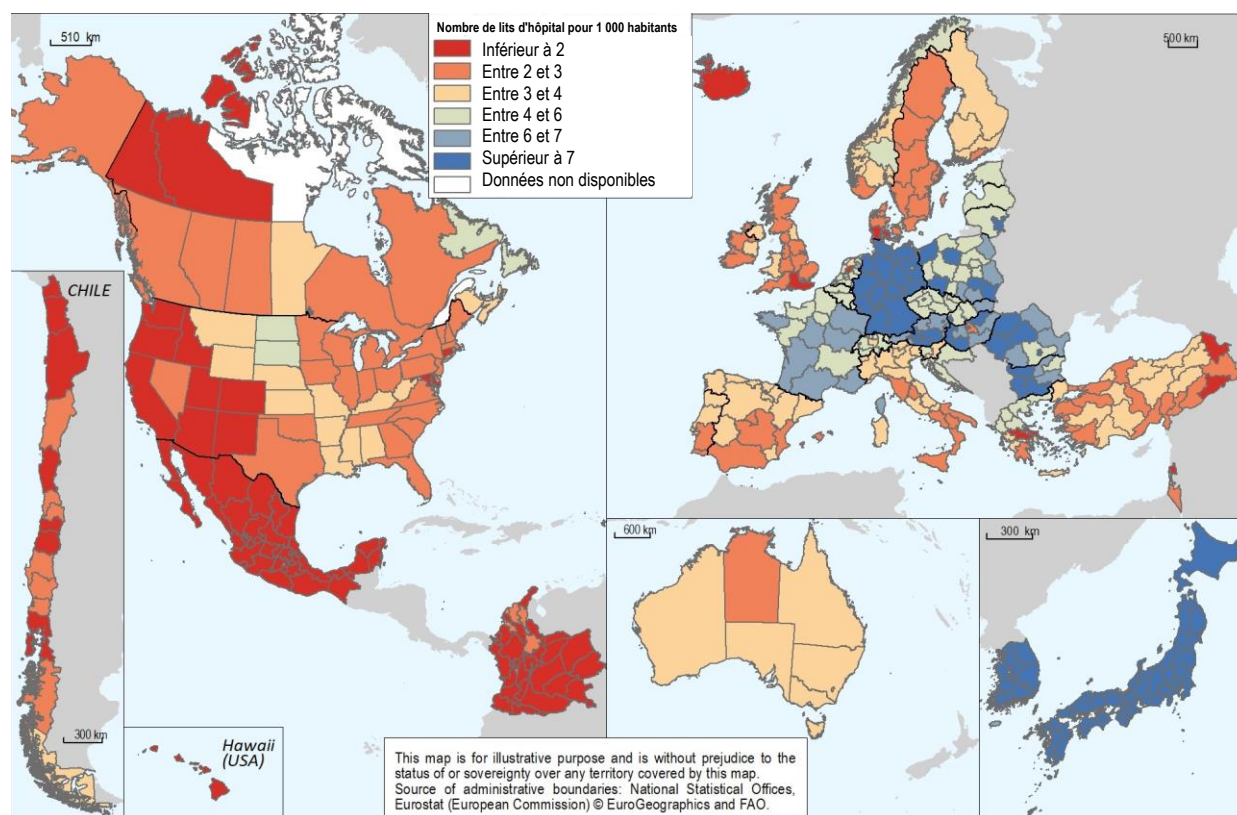 Nombre de lits d'hôpital pour 1 000 habitants
Inférieur à 2
Entre 2 et 3
Entre 3 et 4
Entre 4 et 6
Entre 6 et 7
Supérieur à 7
Données non disponibles
510 km
500 km
CHILE
300 km
Hawaii
(USA)
600 km
300 km
This map is for illustrative purpose and is without prejudice to the
status of or sovereignty over any territory covered by this map.
Source of administrative boundaries: National Statistical Offices,
Eurostat (European Commission) © EuroGeographics and FAO.